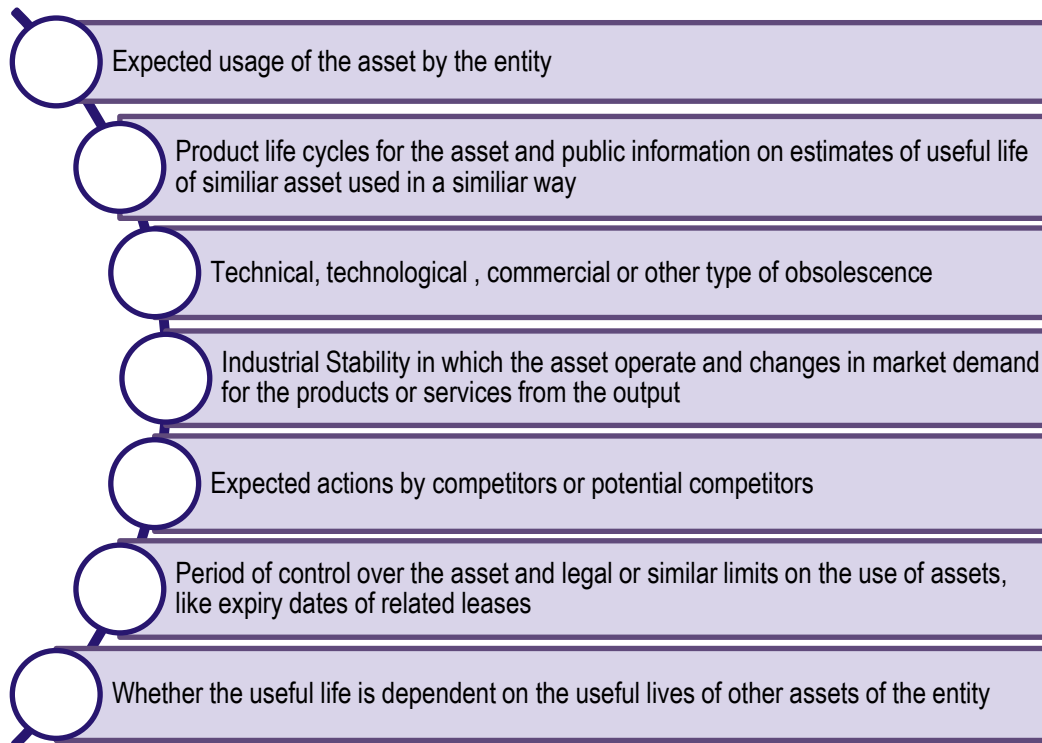 Expected usage of the asset by the entity
Product life cycles for the asset and public information on estimates of useful life
of similiar asset used in a similiar way
Technical, technological , commercial or other type of obsolescence
Industrial Stability in which the asset operate and changes in market demand
for the products or services from the output
Expected actions by competitors or potential competitors
Period of control over the asset and legal or similar limits on the use of assets,
like expiry dates of related leases
Whether the useful life is dependent on the useful lives of other assets of the entity